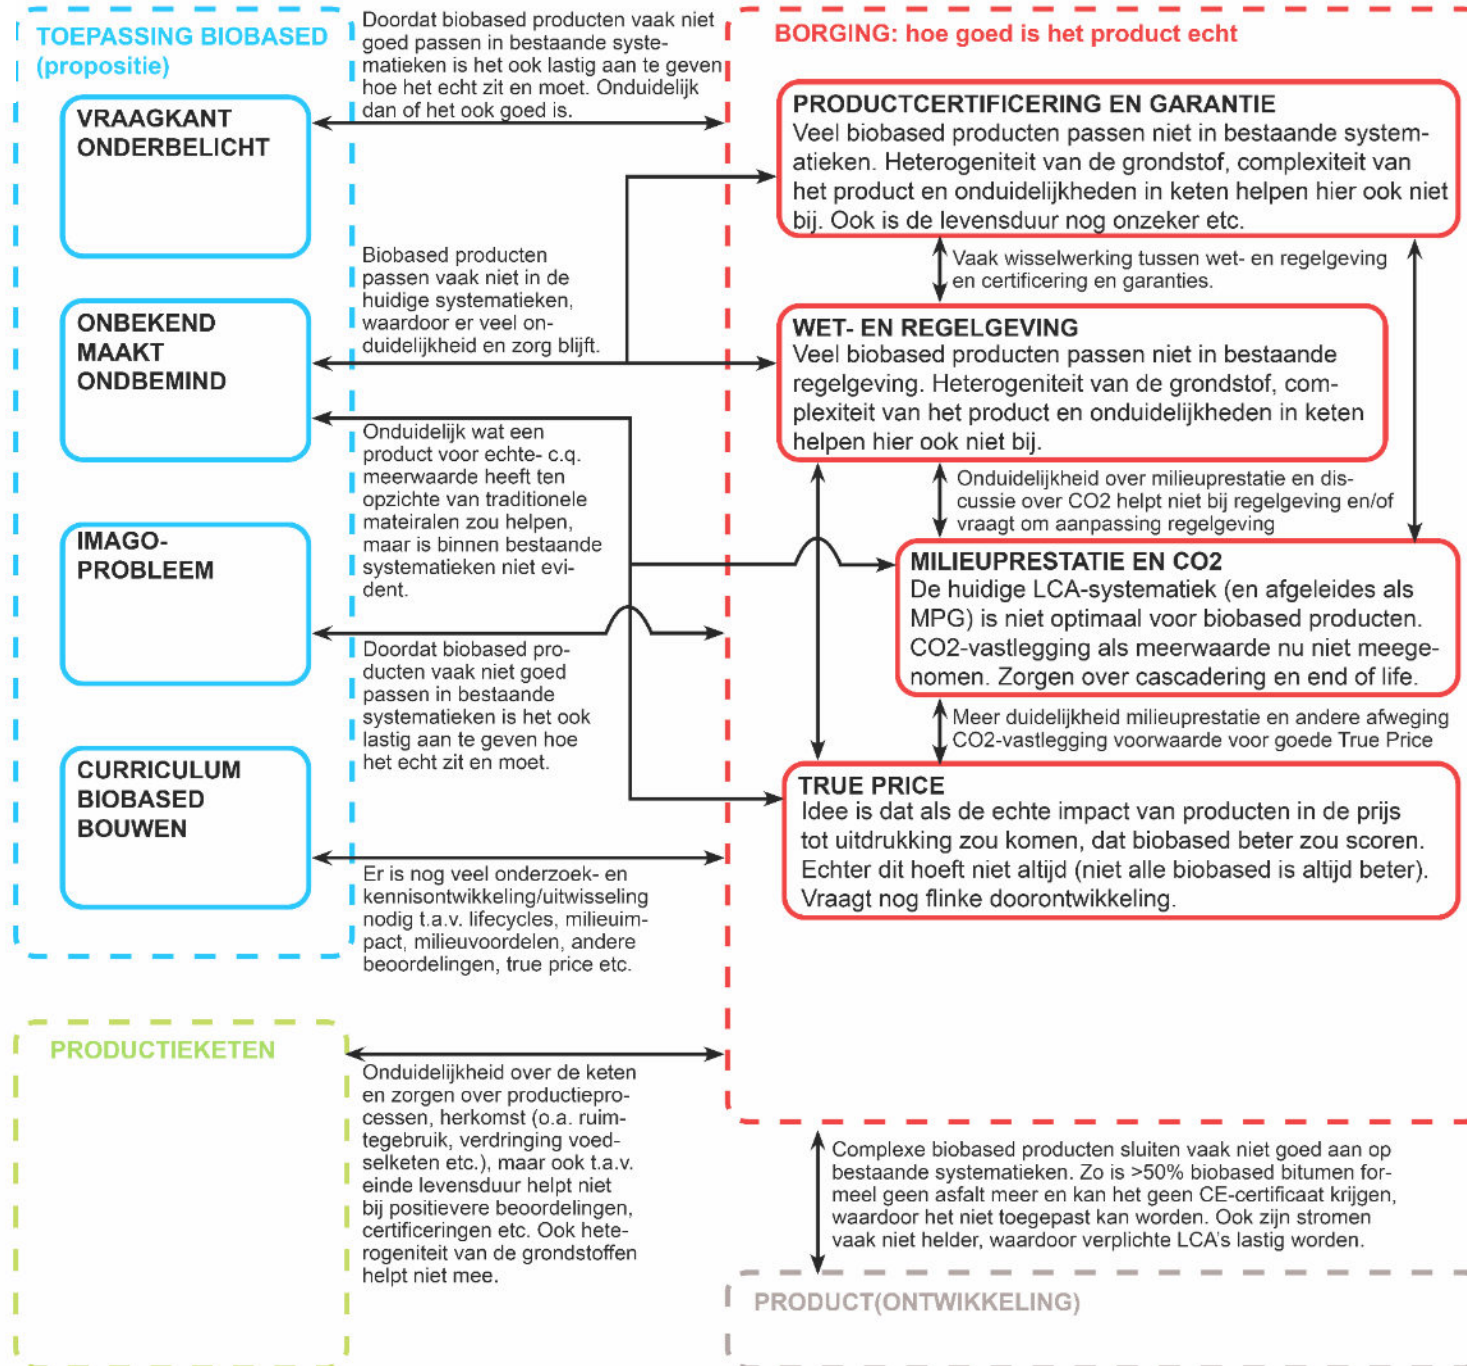 TOEPASSING BIOBASED
(propositie)
VRAAGKANT
ONDERBELICHT
ONBEKEND
MAAKT
ONDBEMIND
IMAGO-
PROBLEEM
CURRICULUM
BIOBASED
BOUWEN
PRODUCTIEKETEN
Doordat biobased producten vaak niet
goed passen in bestaande syste-
matieken is het ook lastig aan te geven
hoe het echt zit en moet. Onduidelijk
dan of het ook goed is.
Biobased producten
passen vaak niet in de
huidige systematieken,
waardoor er veel on-
duidelijkheid en zorg blijft.
Onduidelijk wat een
product voor echte- c.q.
meerwaarde heeft ten
opzichte van traditionele
mateiralen zou helpen,
maar is binnen bestaande
systematieken niet evi-
dent.
Doordat biobased pro-
ducten vaak niet goed
passen in bestaande
systematieken is het ook
lastig aan te geven hoe
het echt zit en moet.
Er is nog veel onderzoek- en
kennisontwikkeling/uitwisseling
nodig t.a.v. lifecycles, milieuim-
pact, milieuvoordelen, andere
beoordelingen, true price etc.
Onduidelijkheid over de keten
en zorgen over productiepro-
cessen, herkomst (o.a. ruim-
tegebruik, verdringing voed-
selketen etc.), maar ook t.a.v.
einde levensduur helpt niet
bij positievere beoordelingen,
certificeringen etc. Ook hete-
rogeniteit van de grondstoffen
helpt niet mee.
BORGING: hoe goed is het product echt
PRODUCTCERTIFICERING EN GARANTIE
Veel biobased producten passen niet in bestaande system-
atieken. Heterogeniteit van de grondstof, complexiteit van
het product en onduidelijkheden in keten helpen hier ook niet
bij. Ook is de levensduur nog onzeker etc.
Vaak wisselwerking tussen wet- en regelgeving
en certificering en garanties.
WET- EN REGELGEVING
Veel biobased producten passen niet in bestaande
regelgeving. Heterogeniteit van de grondstof, com-
plexiteit van het product en onduidelijkheden in keten
helpen hier ook niet bij.
Onduidelijkheid over milieuprestatie en dis-
cussie over CO2 helpt niet bij regelgeving en/of
vraagt om aanpassing regelgeving
MILIEUPRESTATIE EN CO2
De huidige LCA-systematiek (en afgeleides als
MPG) is niet optimaal voor biobased producten.
CO2-vastlegging als meerwaarde nu niet meege-
nomen. Zorgen over cascadering en end of life.
Meer duidelijkheid milieuprestatie en andere afweging
CO2-vastlegging voorwaarde voor goede True Price
TRUE PRICE
Idee is dat als de echte impact van producten in de prijs
tot uitdrukking zou komen, dat biobased beter zou scoren.
Echter dit hoeft niet altijd (niet alle biobased is altijd beter).
Vraagt nog flinke doorontwikkeling.
Complexe biobased producten sluiten vaak niet goed aan op
bestaande systematieken. Zo is >50% biobased bitumen for-
meel geen asfalt meer en kan het geen CE-certificaat krijgen,
waardoor het niet toegepast kan worden. Ook zijn stromen
vaak niet helder, waardoor verplichte LCA's lastig worden.
PRODUCT(ONTWIKKELING)